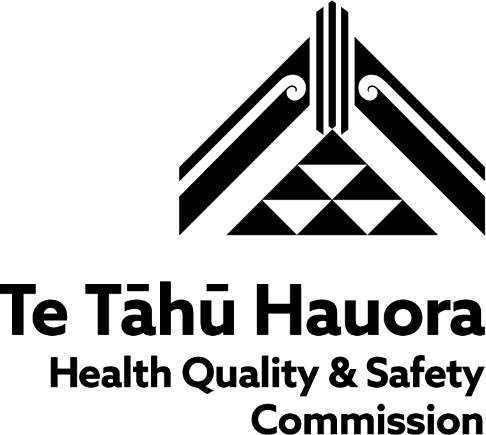 Te Tāhū Hauora
Health Quality & Safety
Commission